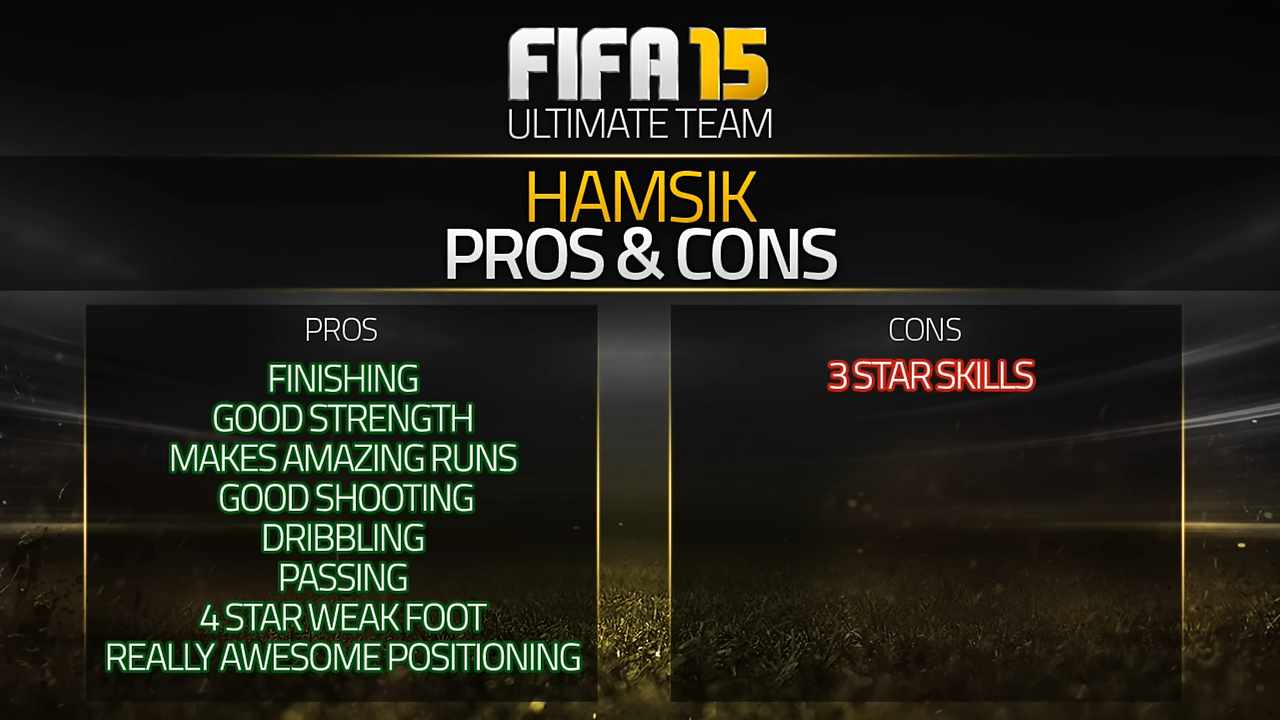 FIFA 15
ULTIMATE TEAM
HAMSIK
PROS & CONS
PROS
FINISHING
GOOD STRENGTH
MAKES AMAZING RUNS
GOOD SHOOTING
DRIBBLING
PASSING
4 STAR WEAK FOOT
REALLY AWESOME POSITIONING
CONS
3 STAR SKILLS